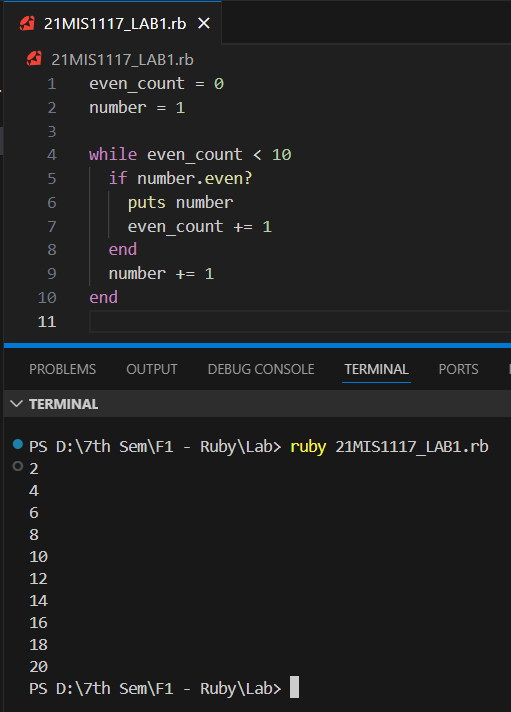 21MIS1117_LAB1.rb ×
21MIS1117_LAB1.rb
1 even_count = 0
2 number = 1
3
4 while even_count < 10
5   if number.even?
6     puts number
7     even_count += 1
8   end
9   number += 1
10 end
11
PROBLEMS OUTPUT DEBUG CONSOLE TERMINAL PORTS
TERMINAL
PS D:\7th Sem\F1 - Ruby\Lab> ruby 21MIS1117_LAB1.rb
2
4
6
8
10
12
14
16
18
20
PS D:\7th Sem\F1 - Ruby\Lab>